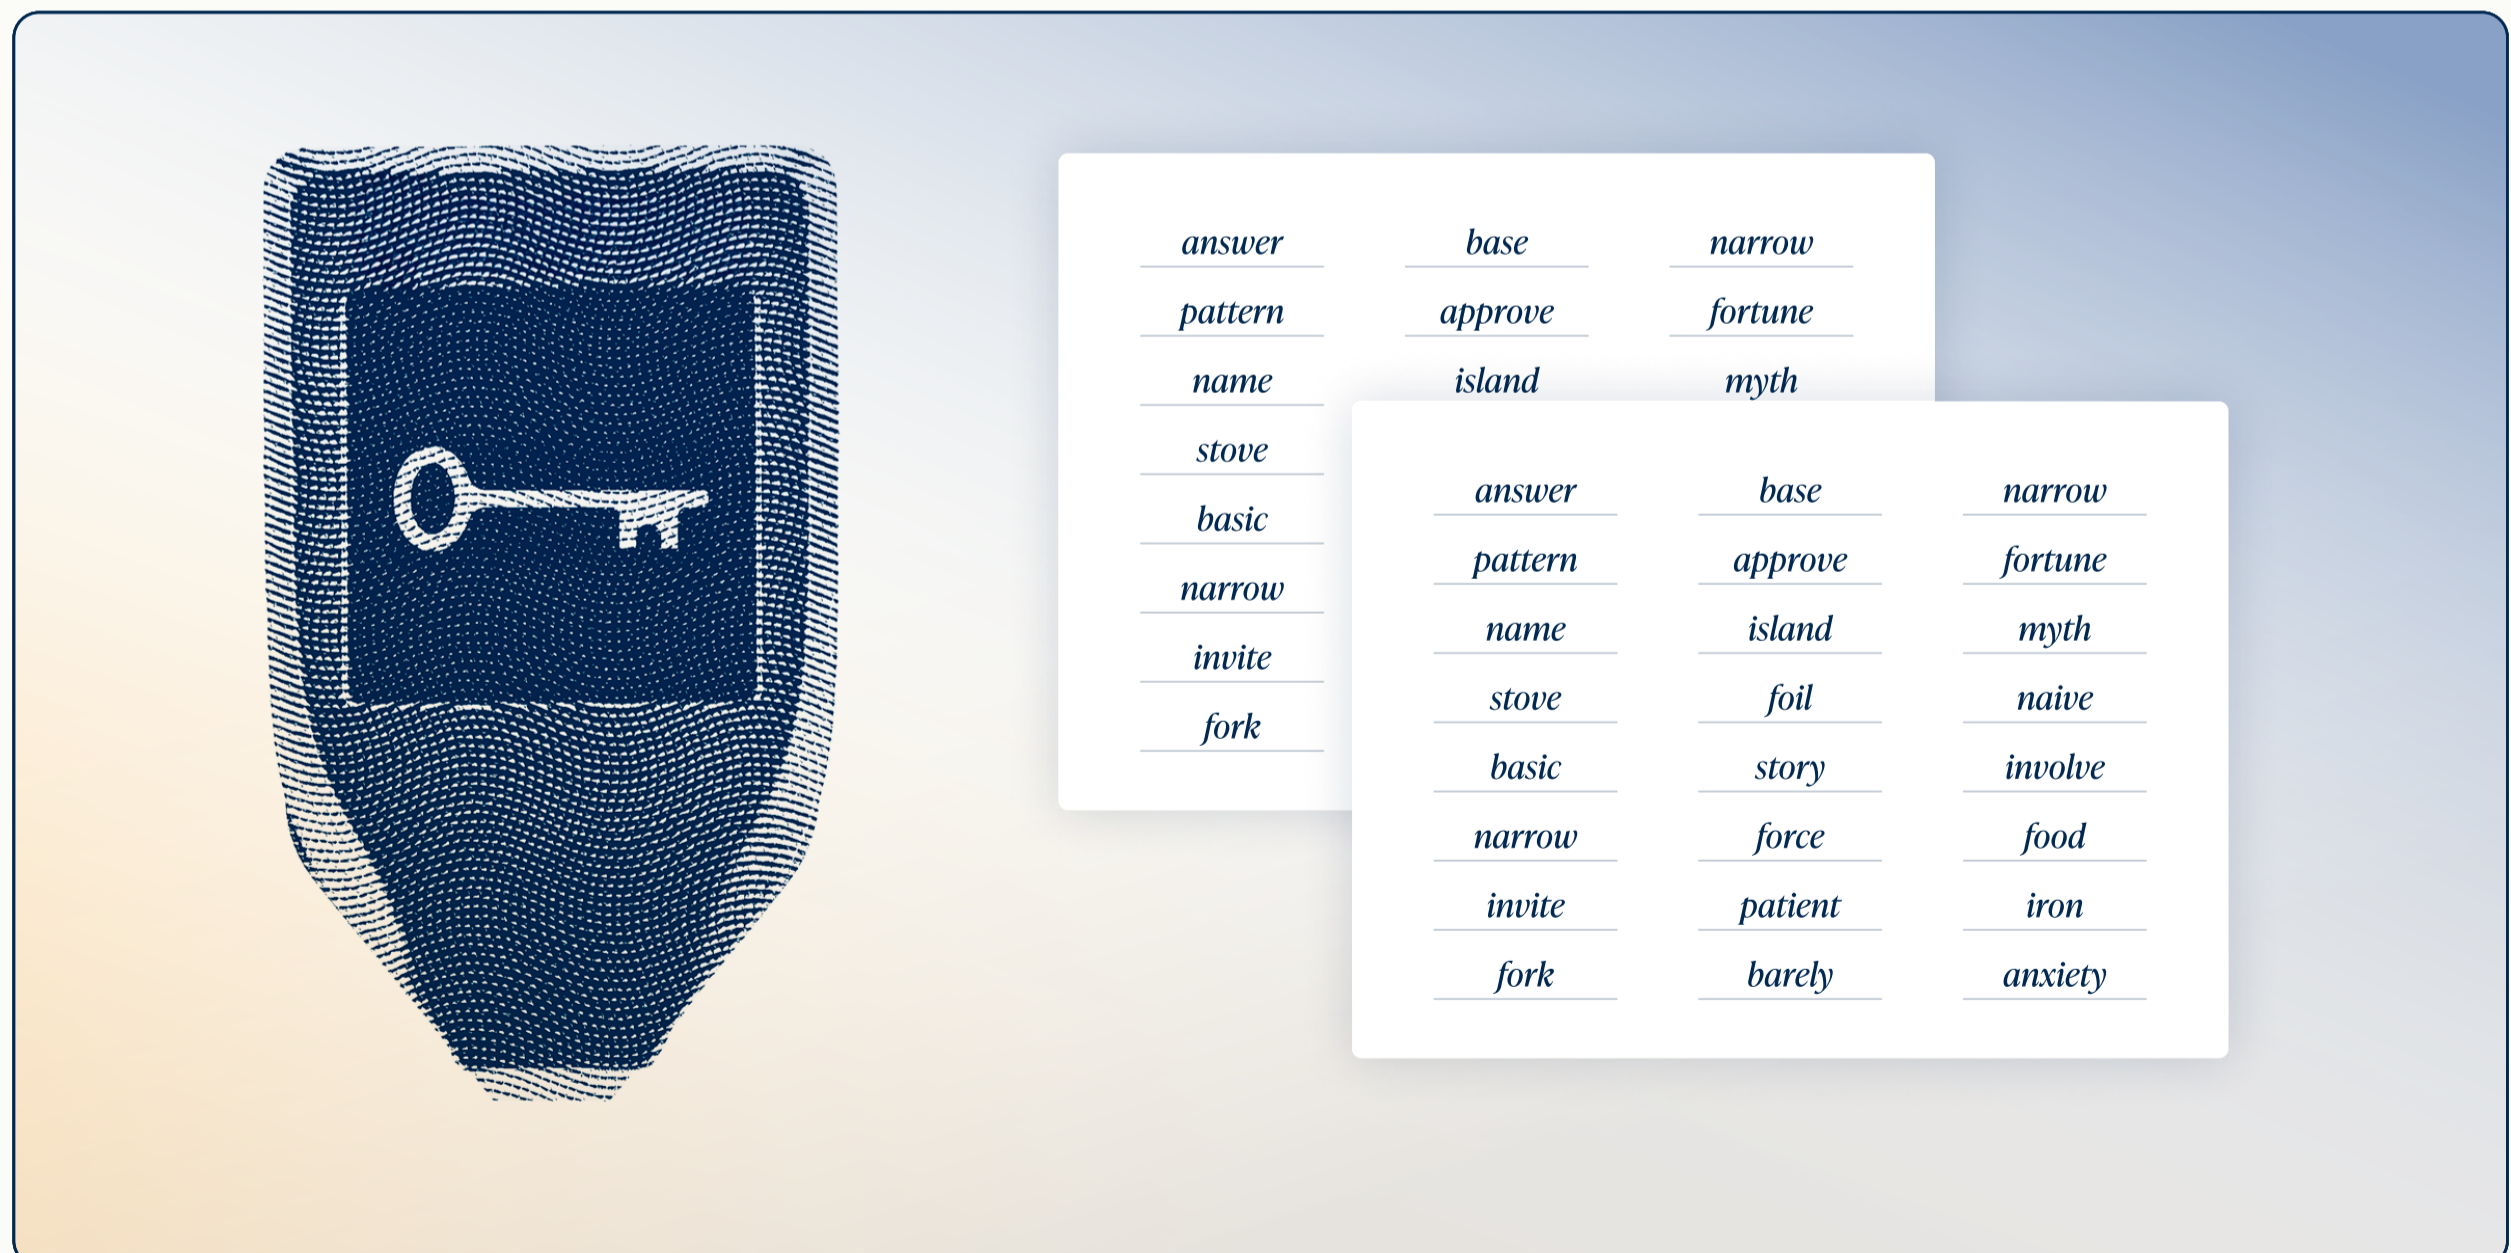 answer base narrow
pattern approve fortune
name island myth
stove
basic
narrow
invite
fork
answer base narrow
pattern approve fortune
name island myth
stove foil naive
basic story involve
narrow force food
invite patient iron
fork barely anxiety